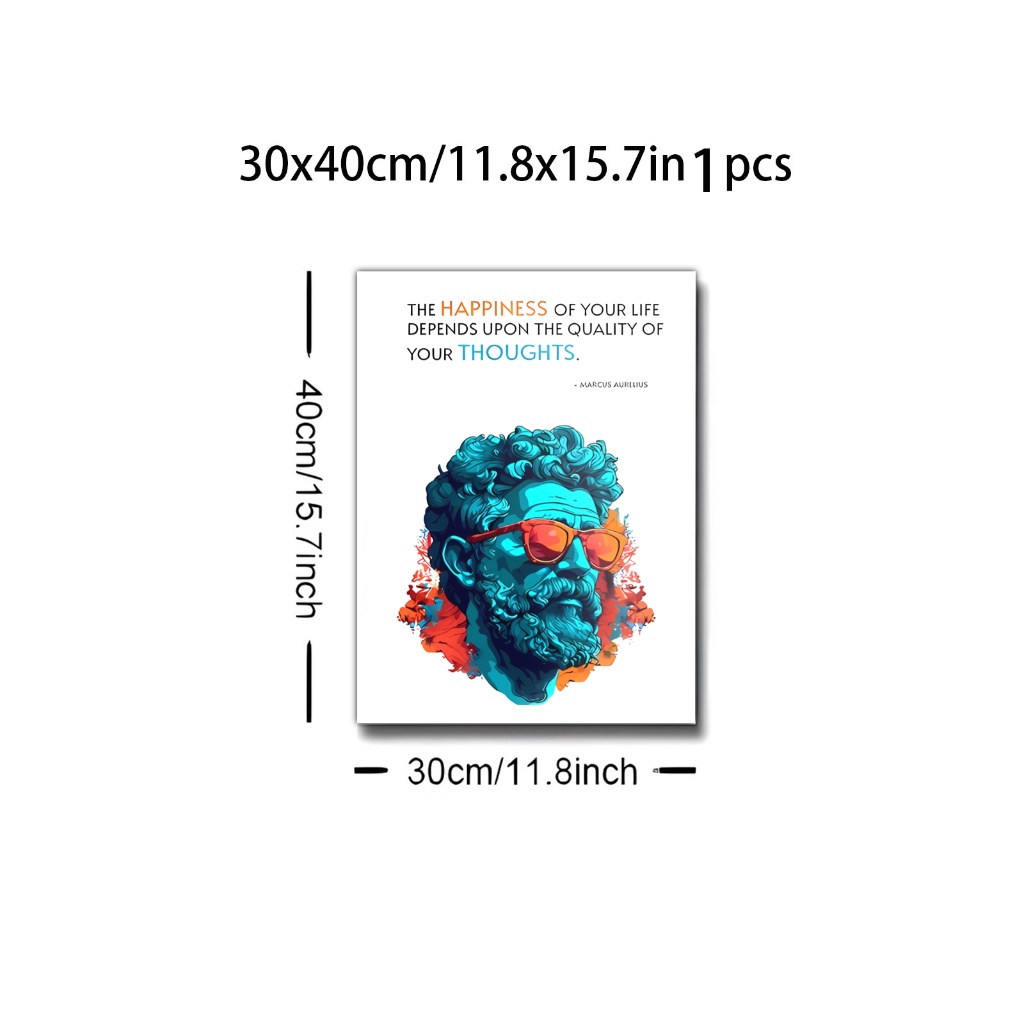 30x40cm/11.8x15.7in1pcs
THE HAPPINESS OF YOUR LIFE
DEPENDS UPON THE QUALITY OF
YOUR THOUGHTS.
- MARCUS AURELIUS
40cm/15.7inch
30cm/11.8inch